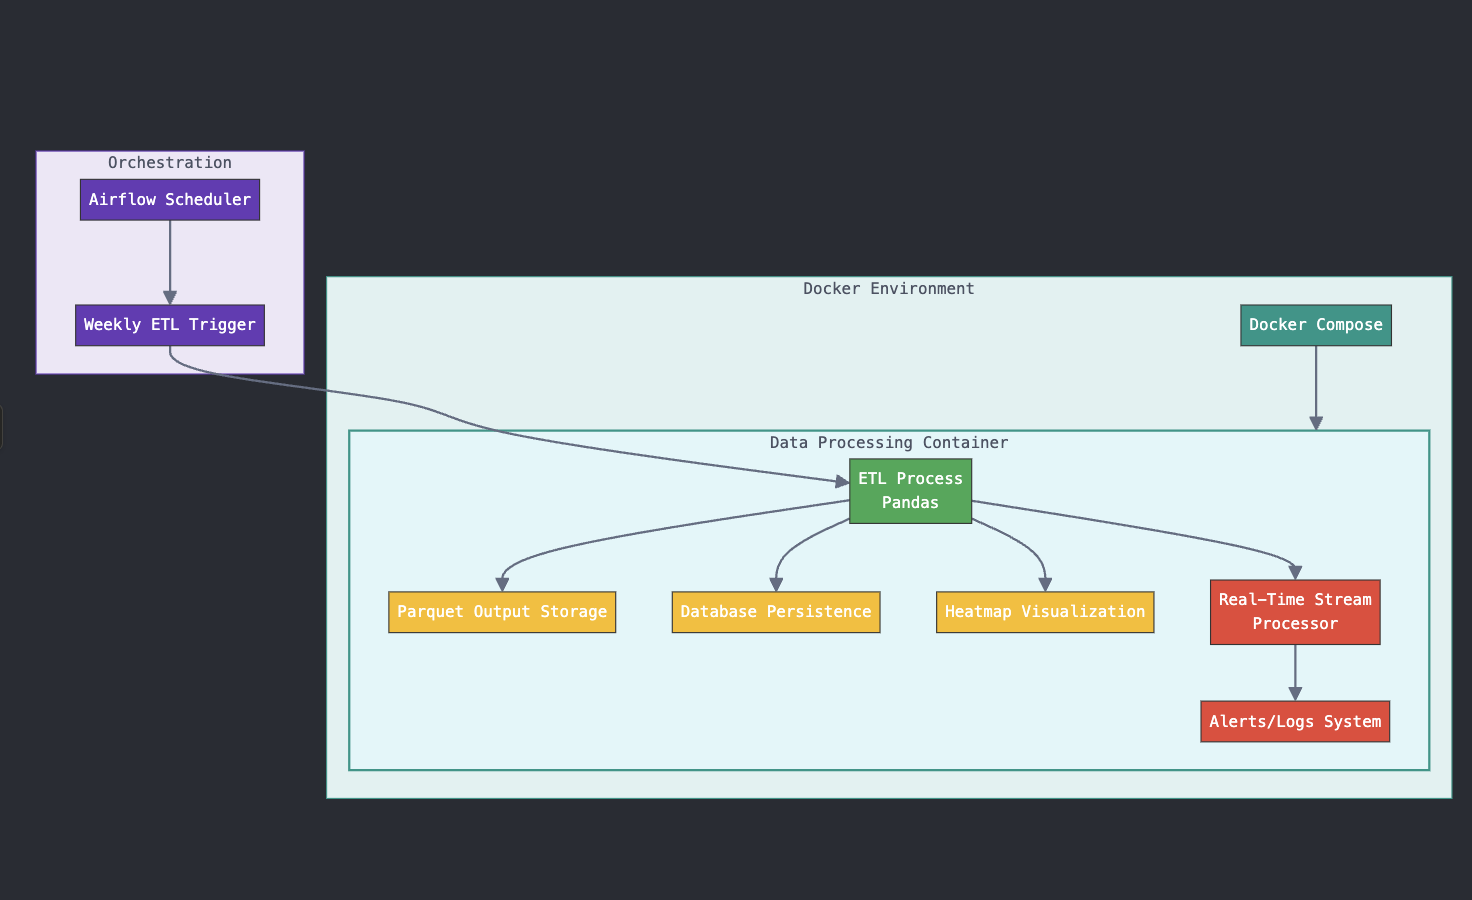 Orchestration
Airflow Scheduler
Weekly ETL Trigger
Docker Environment
Docker Compose
Data Processing Container
ETL Process
Pandas
Parquet Output Storage
Database Persistence
Heatmap Visualization
Real-Time Stream
Processor
Alerts/Logs System